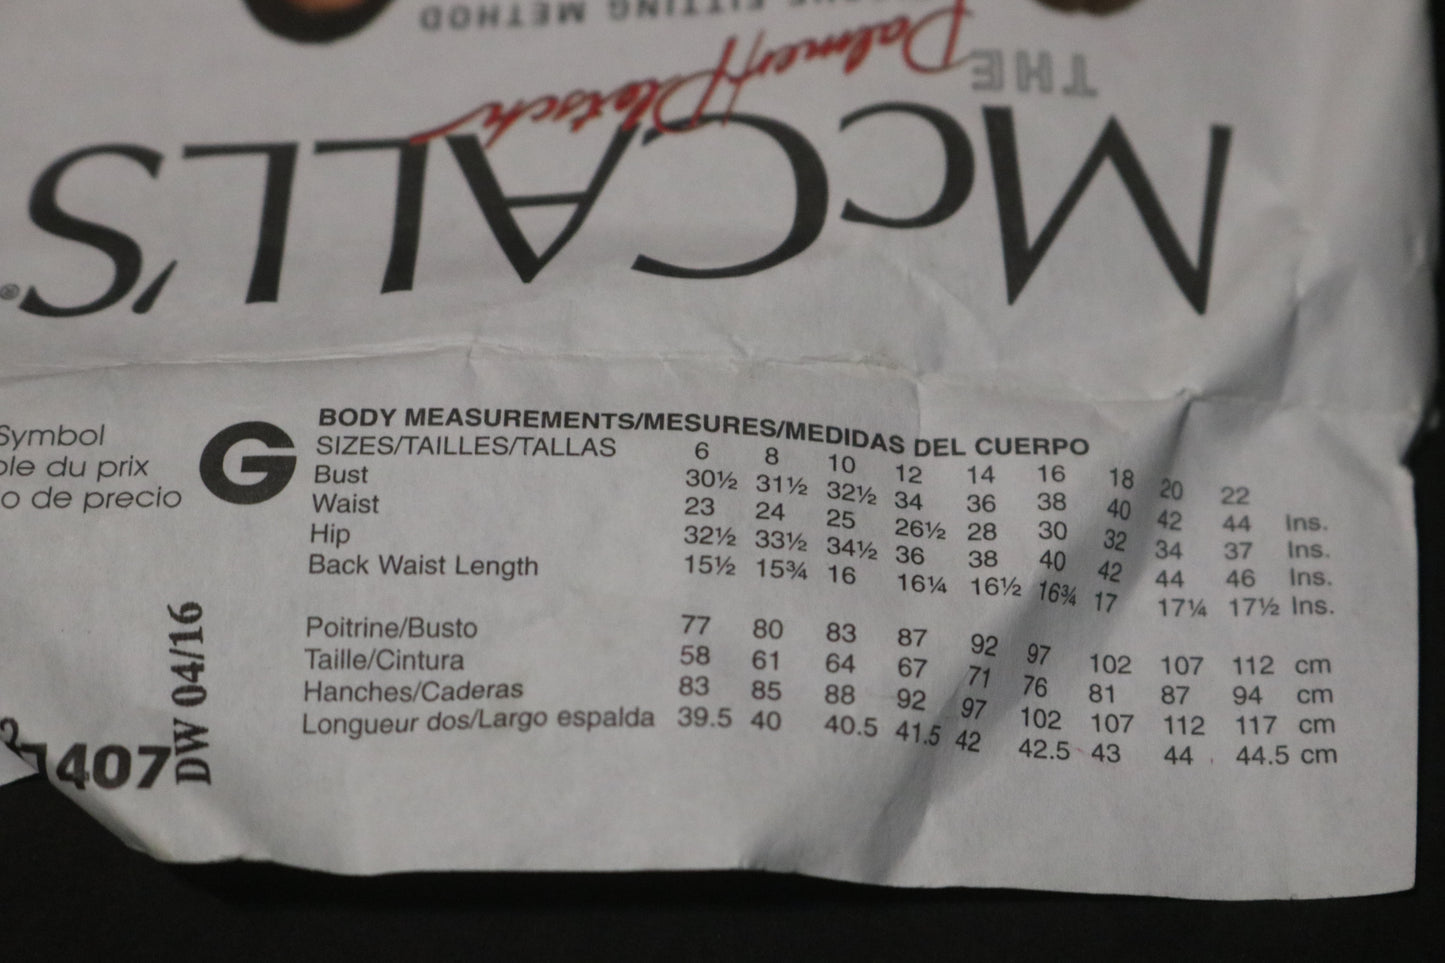 TISSUE FITTING METHOD
THE Palmer/Pletsch
McCALL'S®
Symbol
ole du prix
o de precio
G
BODY MEASUREMENTS/MESURES/MEDIDAS DEL CUERPO
SIZES/TAILLES/TALLAS 6 8 10 12 14 16 18 20 22
Bust 30½ 31½ 32½ 34 36 38 40 42 44 Ins.
Waist 23 24 25 26½ 28 30 32 34 37 Ins.
Hip 32½ 33½ 34½ 36 38 40 42 44 46 Ins.
Back Waist Length 15½ 15¾ 16 16¼ 16½ 16¾ 17 17¼ 17½ Ins.
Poitrine/Busto 77 80 83 87 92 97 102 107 112 cm
Taille/Cintura 58 61 64 67 71 76 81 87 94 cm
Hanches/Caderas 83 85 88 92 97 102 107 112 117 cm
Longueur dos/Largo espalda 39.5 40 40.5 41.5 42 42.5 43 44 44.5 cm
1407
DW 04/16